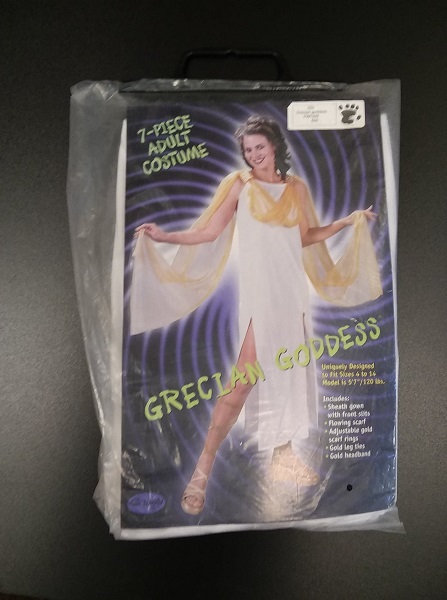 7-PIECE
ADULT
COSTUME
GRECIAN GODDESS
Uniquely Designed
to Fit Sizes 4 to 14
Model is 5'7"/120 lbs.
Includes:
• Sheath gown
with front slits
• Flowing scarf
• Adjustable gold
scarf rings
• Gold leg ties
• Gold headband